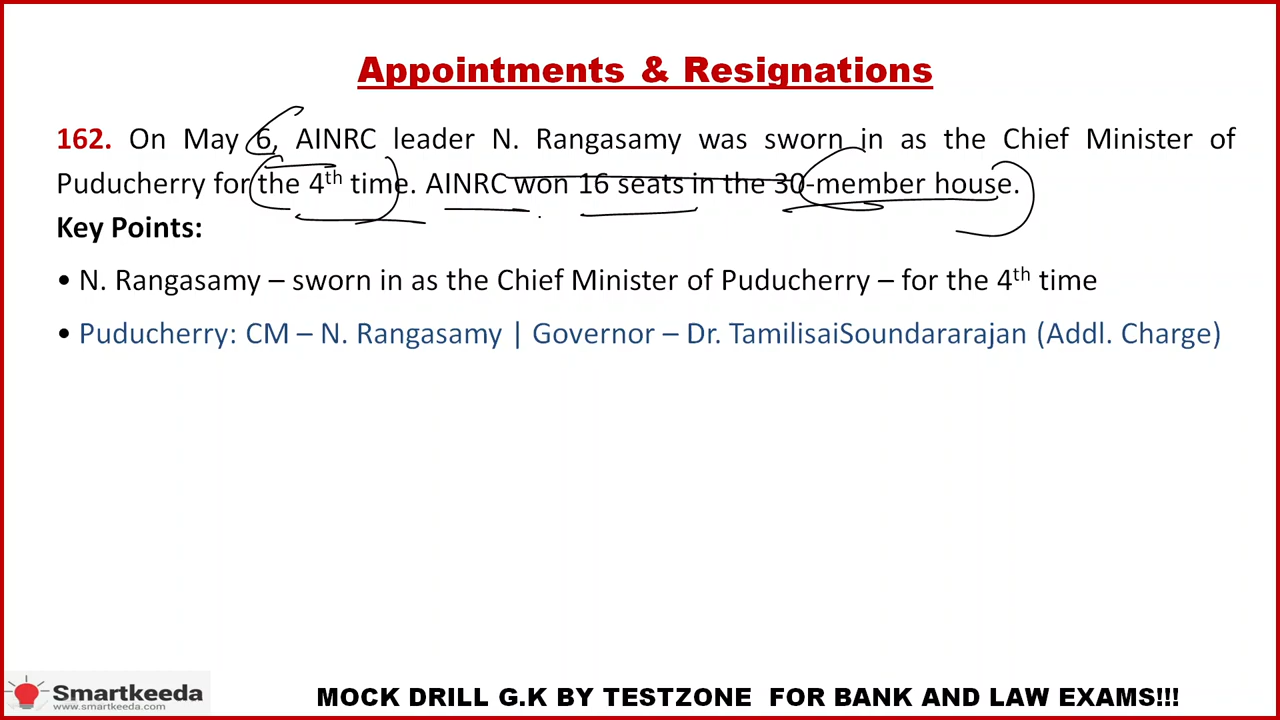 Appointments & Resignations
162. On May 6, AINRC leader N. Rangasamy was sworn in as the Chief Minister of
Puducherry for the 4th time. AINRC won 16 seats in the 30-member house.
Key Points:
• N. Rangasamy – sworn in as the Chief Minister of Puducherry – for the 4th time
• Puducherry: CM – N. Rangasamy | Governor – Dr. TamilisaiSoundararajan (Addl. Charge)
Smartkeeda
www.smartkeeda.com
MOCK DRILL G.K BY TESTZONE FOR BANK AND LAW EXAMS!!!